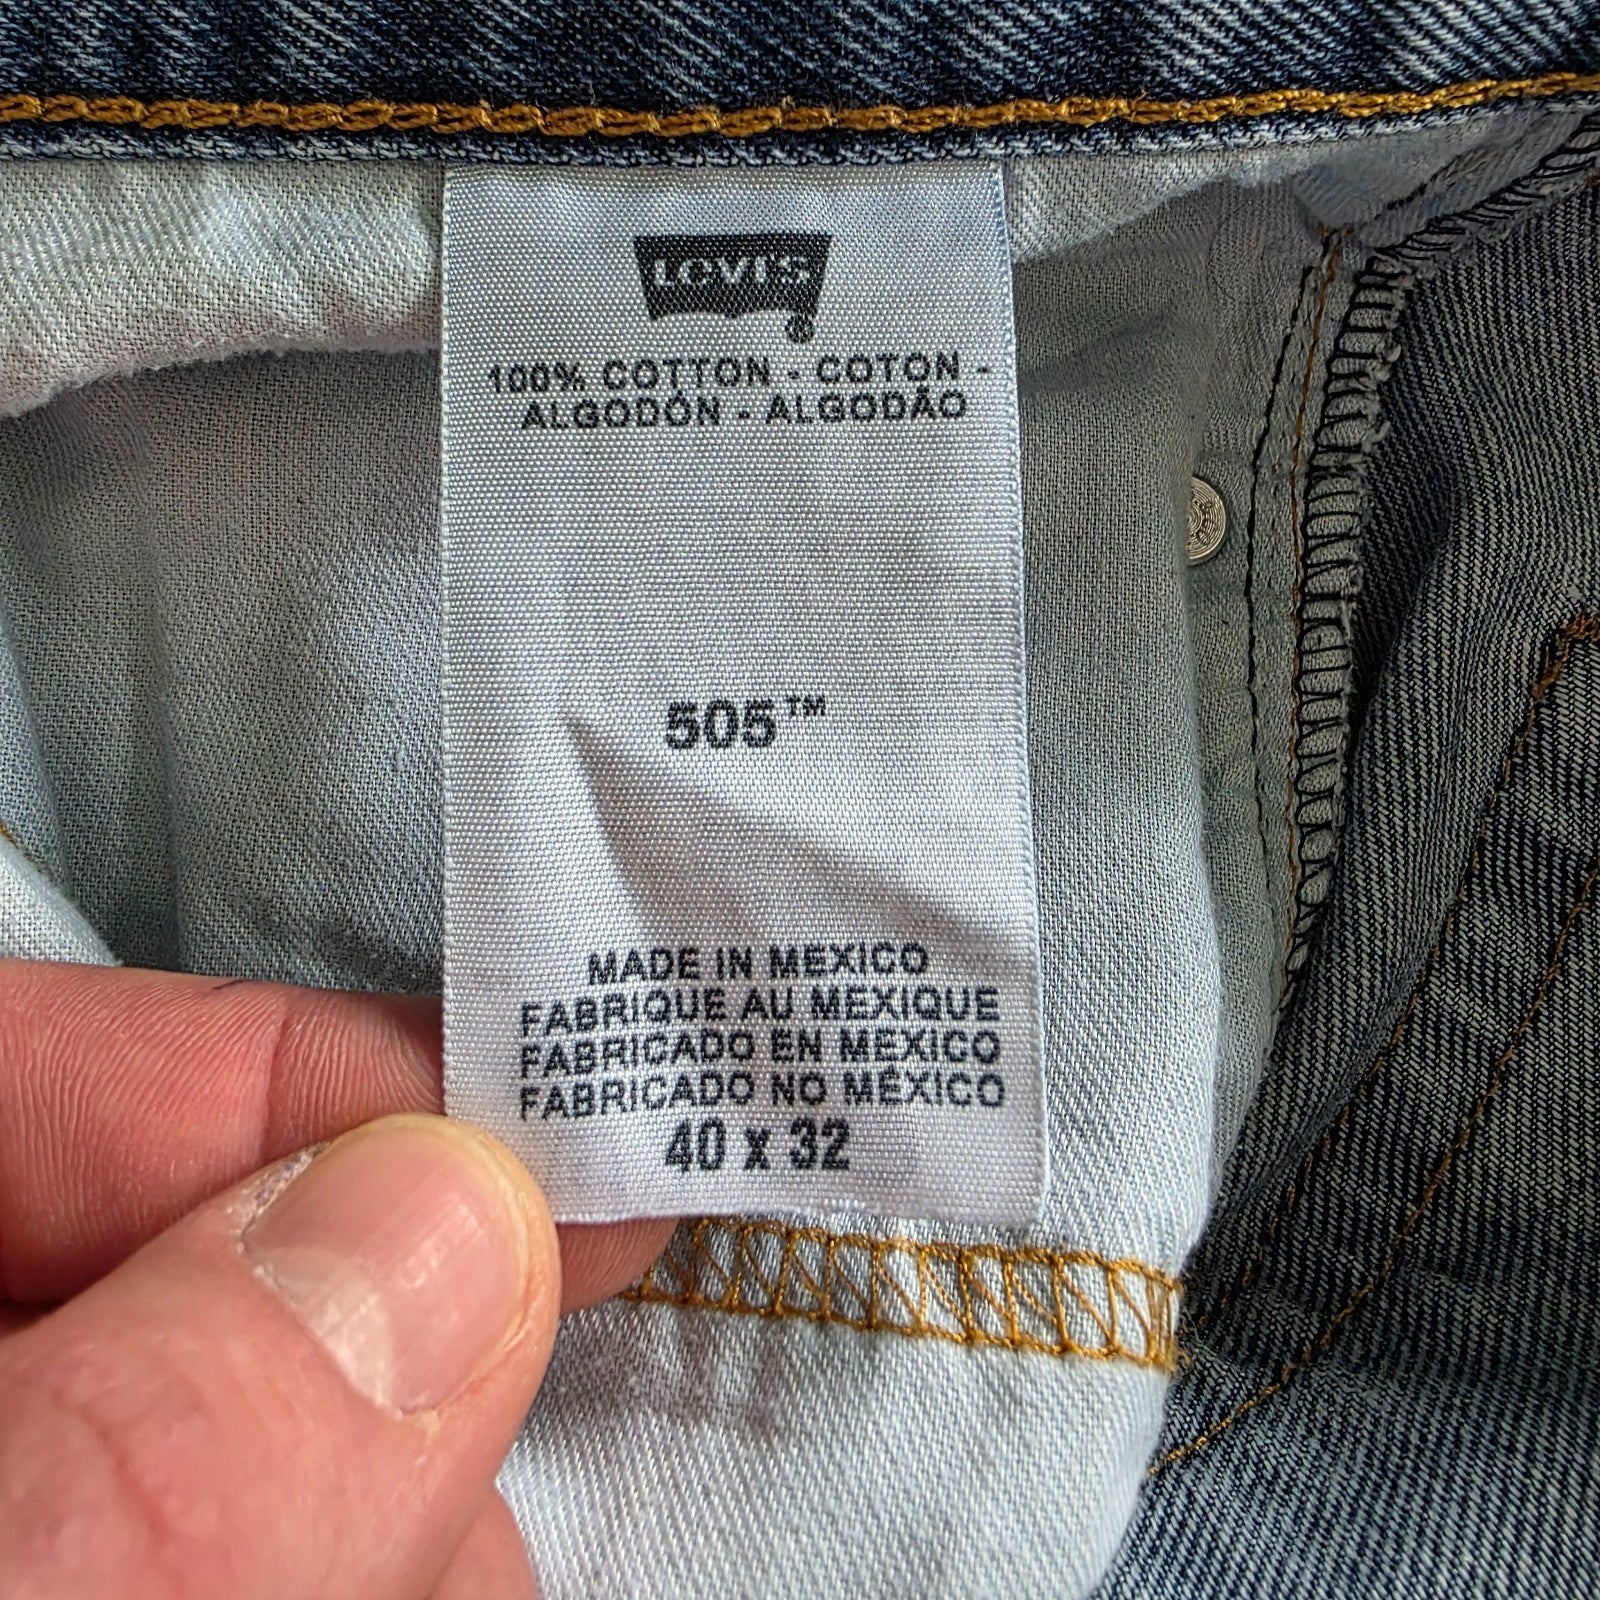 Levi's
®
100% COTTON - COTON -
ALGODÓN - ALGODÃO
505™
MADE IN MEXICO
FABRIQUE AU MEXIQUE
FABRICADO EN MÉXICO
FABRICADO NO MÉXICO
40 x 32